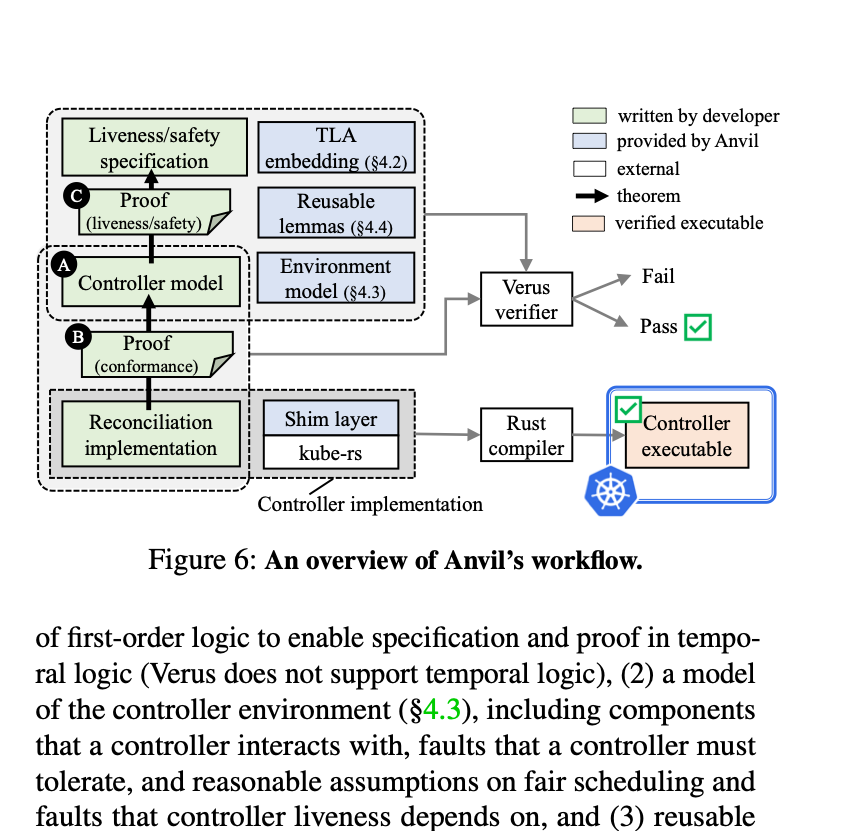 Liveness/safety
specification
TLA
embedding (§4.2)
C
Proof
(liveness/safety)
Reusable
lemmas (§4.4)
A
Controller model
Environment
model (§4.3)
B
Proof
(conformance)
Reconciliation
implementation
Shim layer
kube-rs
Controller implementation
written by developer
provided by Anvil
external
theorem
verified executable
Verus
verifier
Fail
Pass
Rust
compiler
Controller
executable
Figure 6: An overview of Anvil's workflow.
of first-order logic to enable specification and proof in tempo-
ral logic (Verus does not support temporal logic), (2) a model
of the controller environment (§4.3), including components
that a controller interacts with, faults that a controller must
tolerate, and reasonable assumptions on fair scheduling and
faults that controller liveness depends on, and (3) reusable